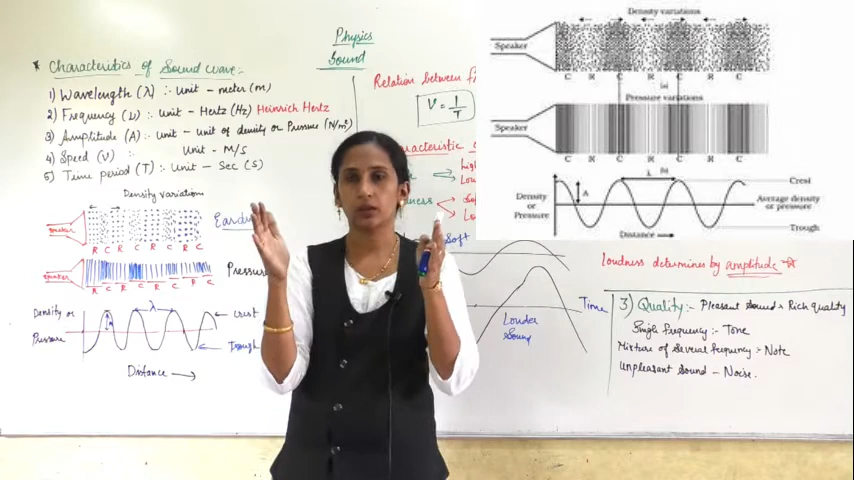 Physics
Sound
* Characteristics of Sound wave:-
1) Wavelength (λ) :- Unit - meter (m)
2) Frequency (ν) :- Unit - Hertz (Hz) Heinrich Hertz
3) Amplitude (A) :- Unit - unit of density or Pressure (N/m²)
4) Speed (V) : Unit - M/S
5) Time period (T) :- Unit - Sec (S)
Density variations
Speaker
R C R C R C R C
Speaker
R C R C R C R C
Pressure
Density or
Pressure
A
λ
Crest
Trough
Distance
Relation between
V = 1/T
Characteristic
Soft
Louder
Sound
Time
Loudness determines by amplitude
3) Quality:- Pleasant sound & Rich quality
Single frequency :- Tone
Mixture of several frequency :- Note
Unpleasant sound - Noise.
Density variations
Speaker
C R C R C R C
(a)
Pressure variations
Speaker
C R C R C R C
(b)
λ
Density
or
Pressure
A
Crest
Average density
or pressure
Trough
Distance